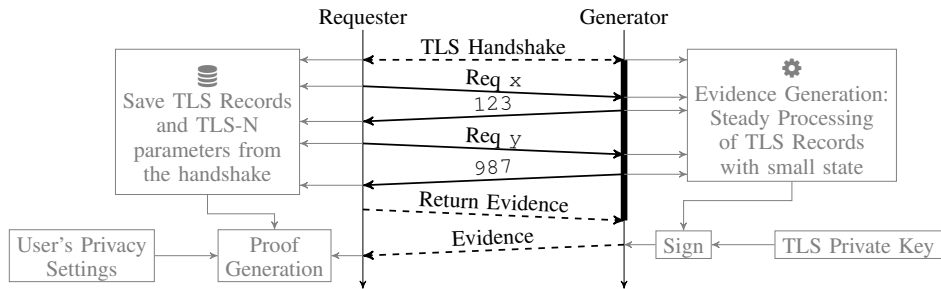 Requester
Generator
TLS Handshake
Req x
123
Req y
987
Return Evidence
Evidence
Save TLS Records
and TLS-N
parameters from
the handshake
Evidence Generation:
Steady Processing
of TLS Records
with small state
User's Privacy
Settings
Proof
Generation
Sign
TLS Private Key